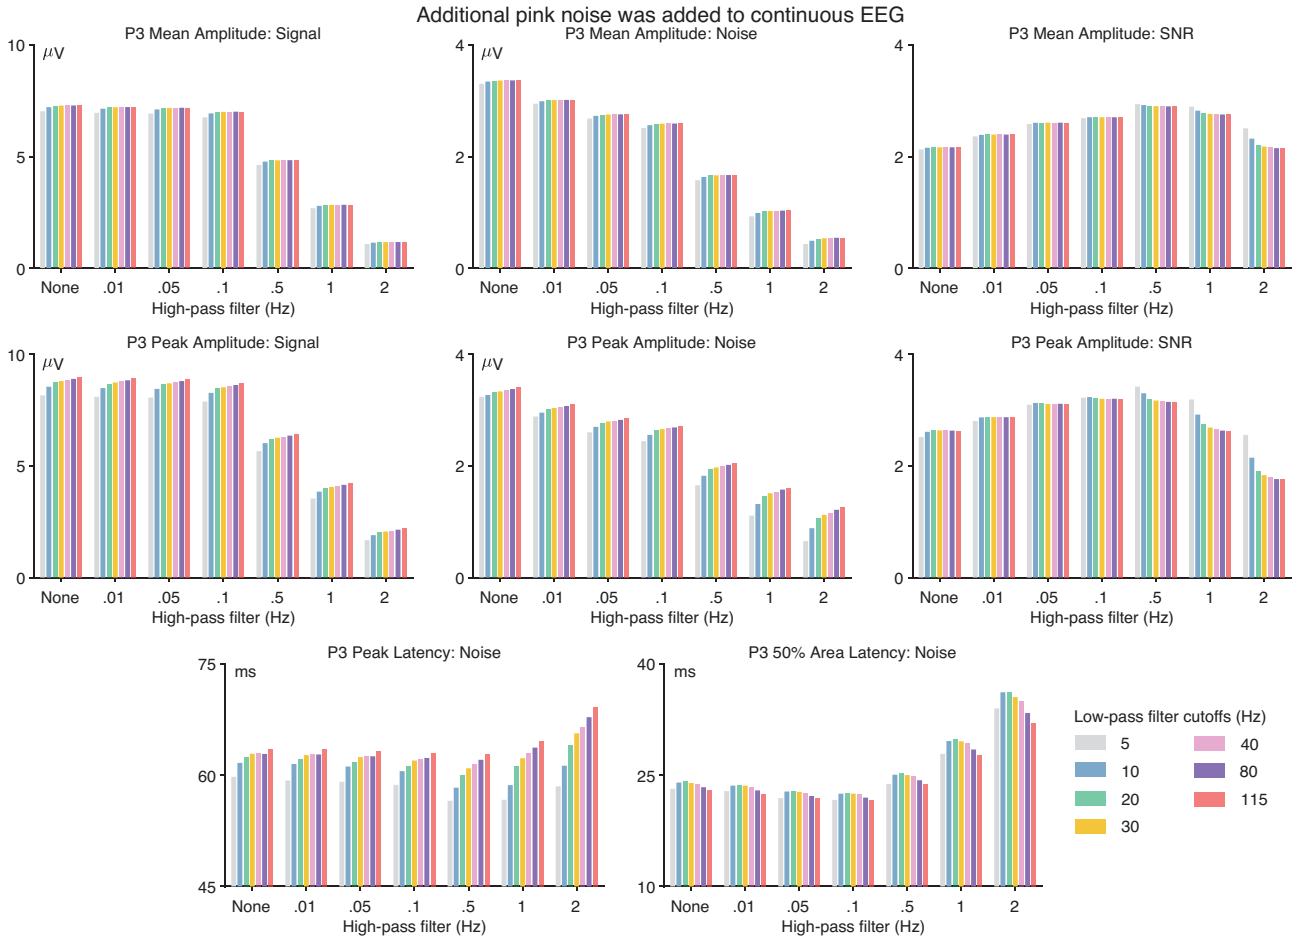 Additional pink noise was added to continuous EEG
P3 Mean Amplitude: Signal
10
μV
5
0
None .01 .05 .1 .5 1 2
High-pass filter (Hz)
P3 Mean Amplitude: Noise
4
μV
2
0
None .01 .05 .1 .5 1 2
High-pass filter (Hz)
P3 Mean Amplitude: SNR
4
2
0
None .01 .05 .1 .5 1 2
High-pass filter (Hz)
P3 Peak Amplitude: Signal
10
μV
5
0
None .01 .05 .1 .5 1 2
High-pass filter (Hz)
P3 Peak Amplitude: Noise
4
μV
2
0
None .01 .05 .1 .5 1 2
High-pass filter (Hz)
P3 Peak Amplitude: SNR
4
2
0
None .01 .05 .1 .5 1 2
High-pass filter (Hz)
P3 Peak Latency: Noise
75
ms
60
45
None .01 .05 .1 .5 1 2
High-pass filter (Hz)
P3 50% Area Latency: Noise
40
ms
25
10
None .01 .05 .1 .5 1 2
High-pass filter (Hz)
Low-pass filter cutoffs (Hz)
5
10
20
30
40
80
115